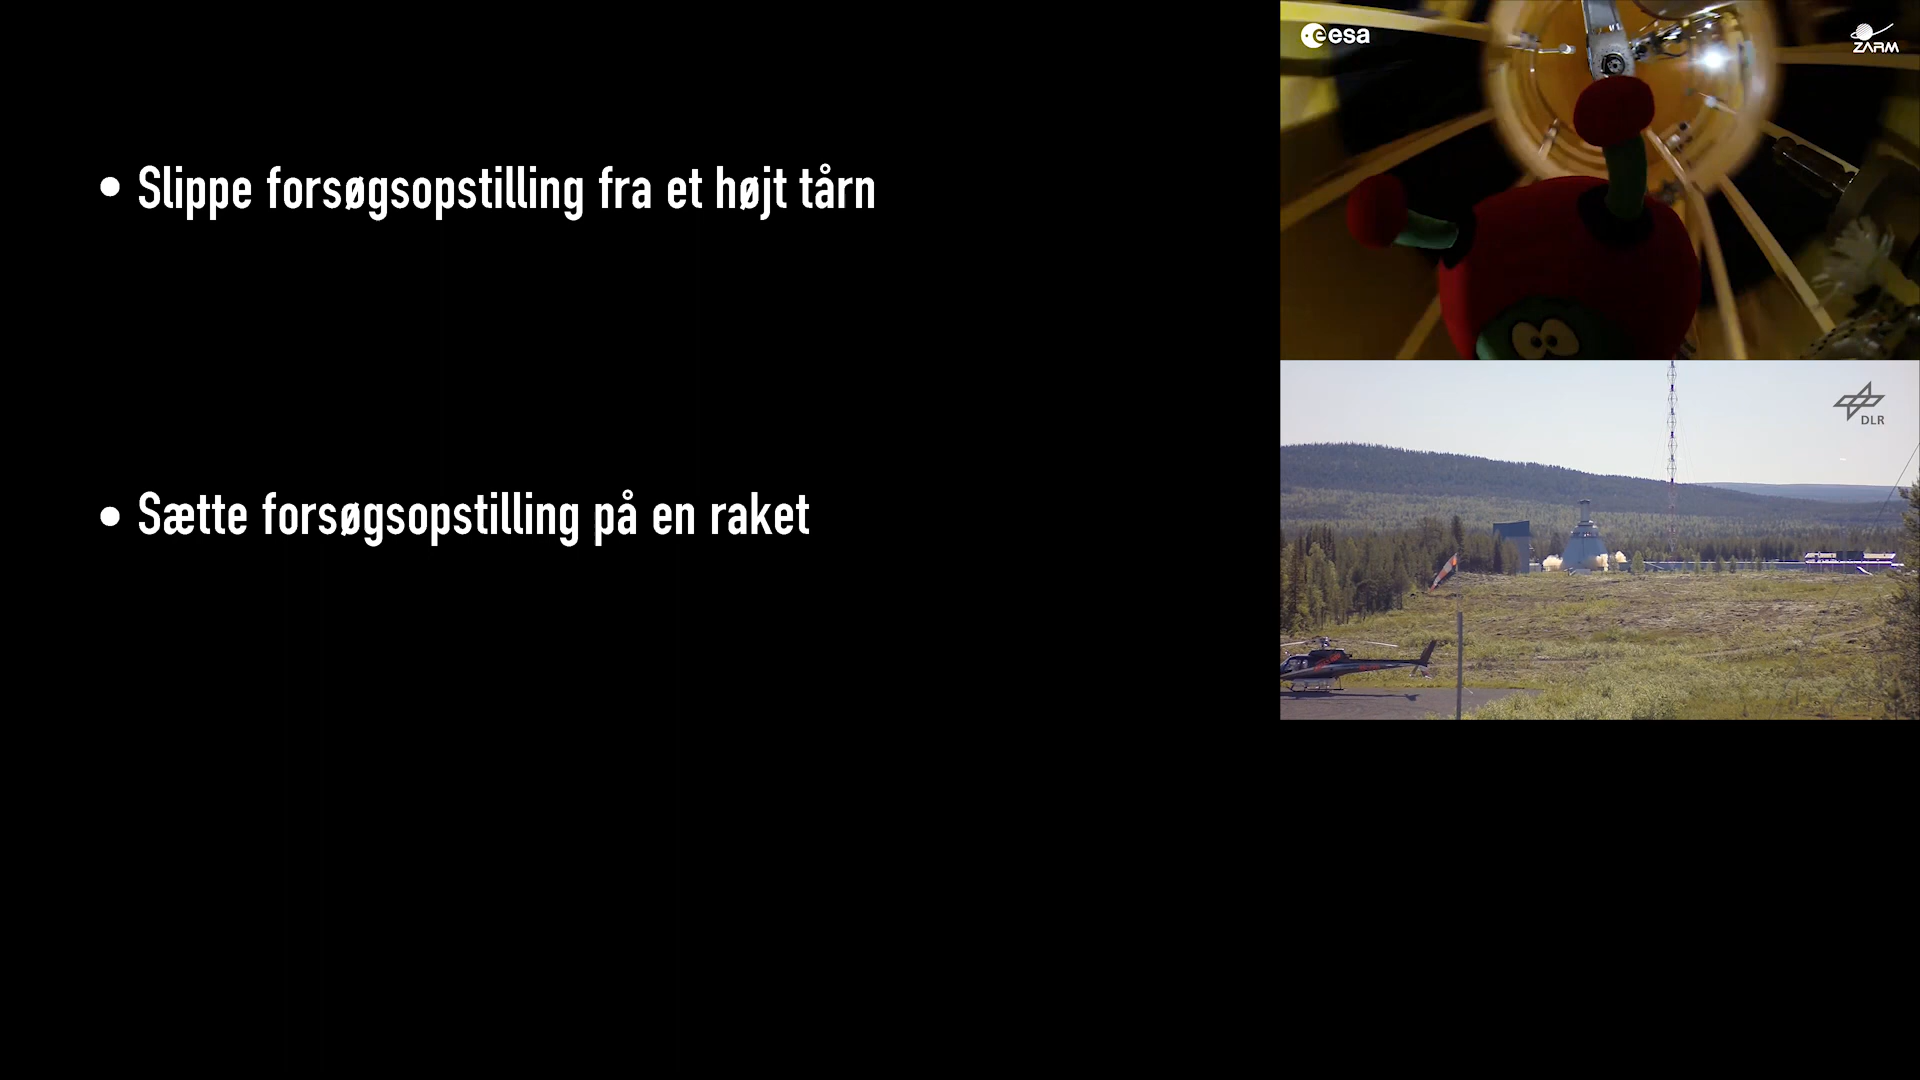 esa
ZARM
• Slippe forsøgsopstilling fra et højt tårn
DLR
• Sætte forsøgsopstilling på en raket